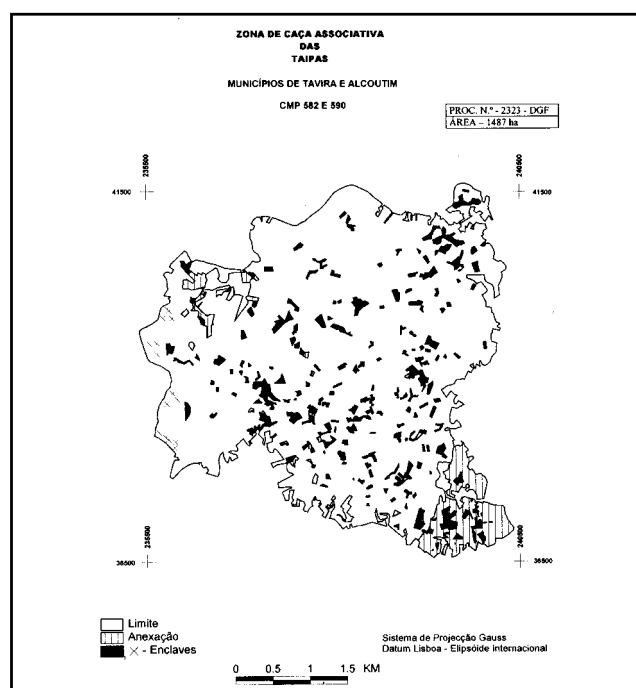 ZONA DE CAÇA ASSOCIATIVA
DAS
TAIPAS
MUNICÍPIOS DE TAVIRA E ALCOUTIM
CMP 582 E 590
PROC. N.º - 2323 - DGF
ÁREA – 1487 ha
235500
240500
41500
41500
36500
36500
235500
240500
Limite
Anexação
X - Enclaves
Sistema de Projecção Gauss
Datum Lisboa - Elipsóide Internacional
0 0.5 1 1.5 KM